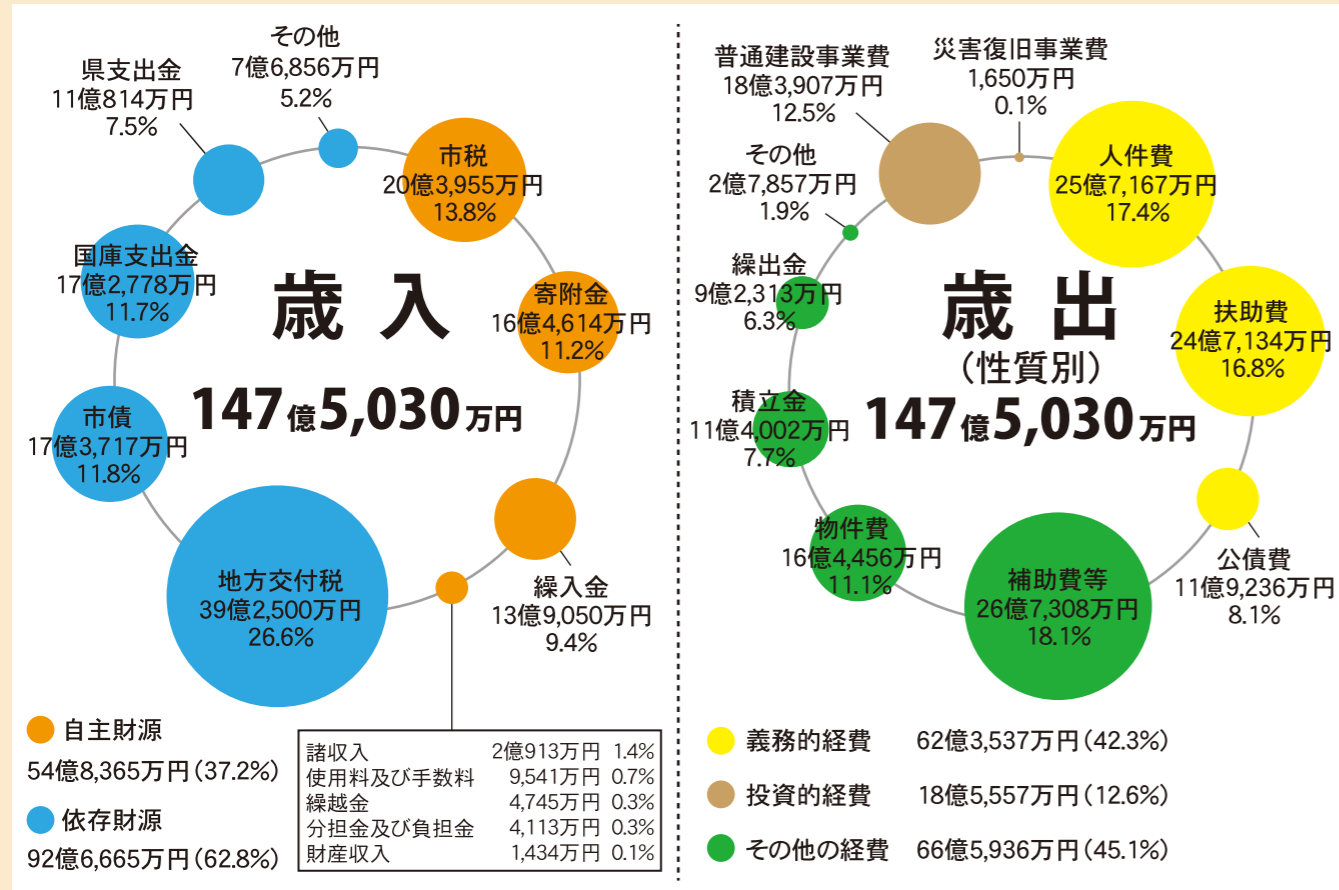 歳入
147億5,030万円
市税
20億3,955万円
13.8%
寄附金
16億4,614万円
11.2%
繰入金
13億9,050万円
9.4%
諸収入 2億913万円 1.4%
使用料及び手数料 9,541万円 0.7%
繰越金 4,745万円 0.3%
分担金及び負担金 4,113万円 0.3%
財産収入 1,434万円 0.1%
地方交付税
39億2,500万円
26.6%
市債
17億3,717万円
11.8%
国庫支出金
17億2,778万円
11.7%
県支出金
11億814万円
7.5%
その他
7億6,856万円
5.2%
自主財源
54億8,365万円(37.2%)
依存財源
92億6,665万円(62.8%)
歳出
(性質別)
147億5,030万円
人件費
25億7,167万円
17.4%
扶助費
24億7,134万円
16.8%
公債費
11億9,236万円
8.1%
補助費等
26億7,308万円
18.1%
物件費
16億4,456万円
11.1%
積立金
11億4,002万円
7.7%
繰出金
9億2,313万円
6.3%
その他
2億7,857万円
1.9%
普通建設事業費
18億3,907万円
12.5%
災害復旧事業費
1,650万円
0.1%
義務的経費 62億3,537万円(42.3%)
投資的経費 18億5,557万円(12.6%)
その他の経費 66億5,936万円(45.1%)